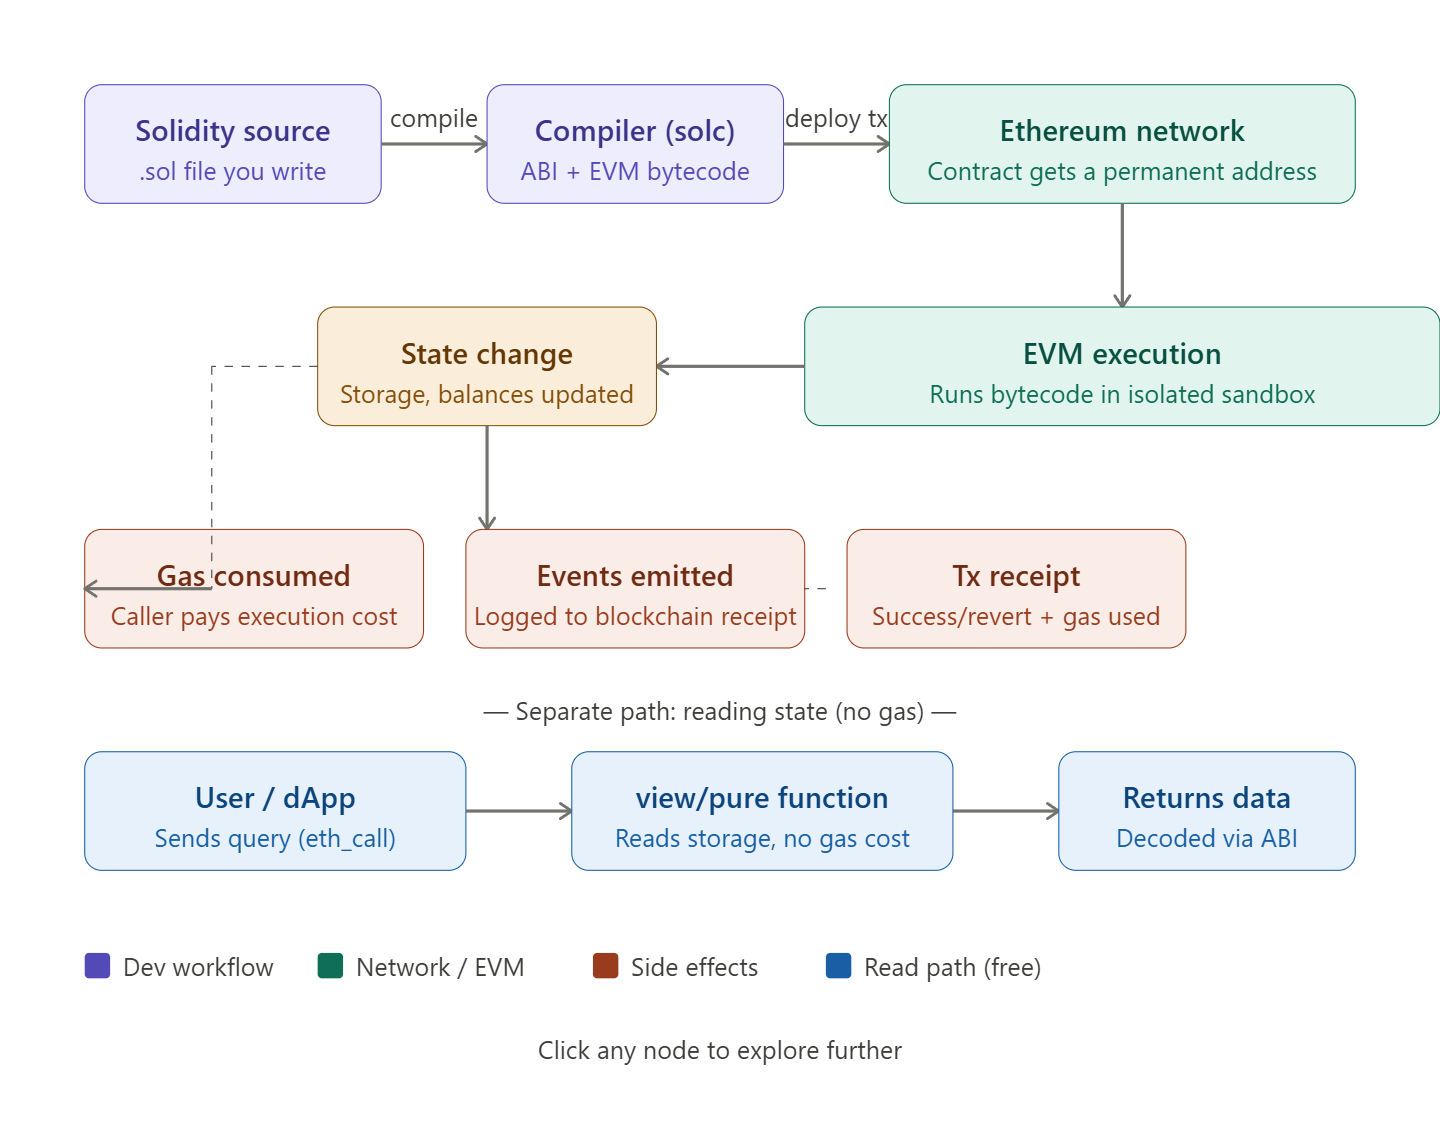 Solidity source
.sol file you write
compile
Compiler (solc)
ABI + EVM bytecode
deploy tx
Ethereum network
Contract gets a permanent address
State change
Storage, balances updated
EVM execution
Runs bytecode in isolated sandbox
Gas consumed
Caller pays execution cost
Events emitted
Logged to blockchain receipt
Tx receipt
Success/revert + gas used
— Separate path: reading state (no gas) —
User / dApp
Sends query (eth_call)
view/pure function
Reads storage, no gas cost
Returns data
Decoded via ABI
Dev workflow
Network / EVM
Side effects
Read path (free)
Click any node to explore further